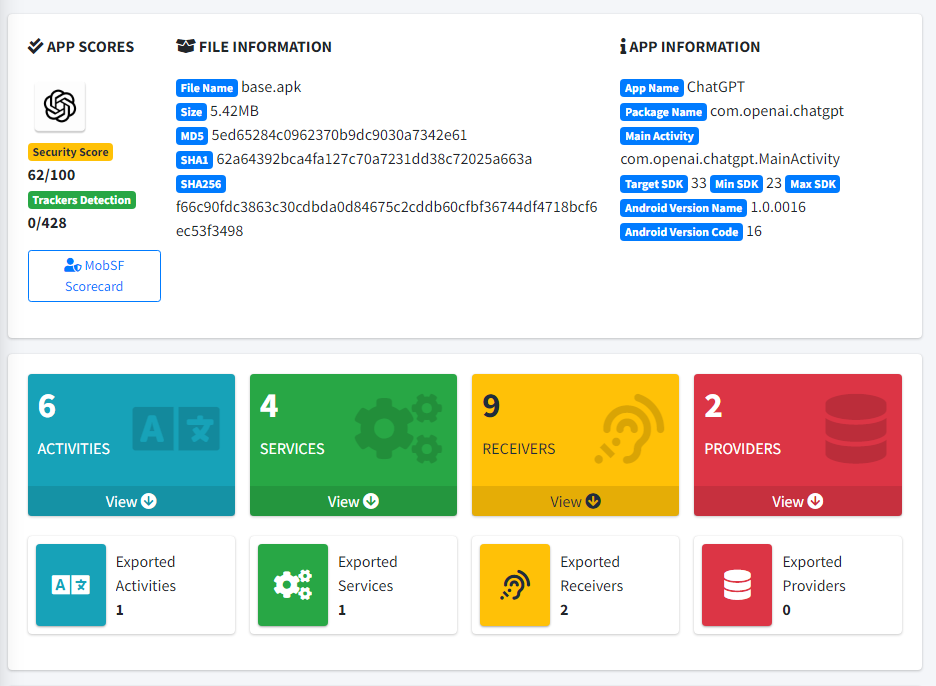 APP SCORES
Security Score
62/100
Trackers Detection
0/428
MobSF
Scorecard
FILE INFORMATION
File Name base.apk
Size 5.42MB
MD5 5ed65284c0962370b9dc9030a7342e61
SHA1 62a64392bca4fa127c70a7231dd38c72025a663a
SHA256
f66c90fdc3863c30cdbda0d84675c2cddb60cfbf36744df4718bcf6
ec53f3498
APP INFORMATION
App Name ChatGPT
Package Name com.openai.chatgpt
Main Activity
com.openai.chatgpt.MainActivity
Target SDK 33 Min SDK 23 Max SDK
Android Version Name 1.0.0016
Android Version Code 16
6
ACTIVITIES
View
4
SERVICES
View
9
RECEIVERS
View
2
PROVIDERS
View
Exported
Activities
1
Exported
Services
1
Exported
Receivers
2
Exported
Providers
0